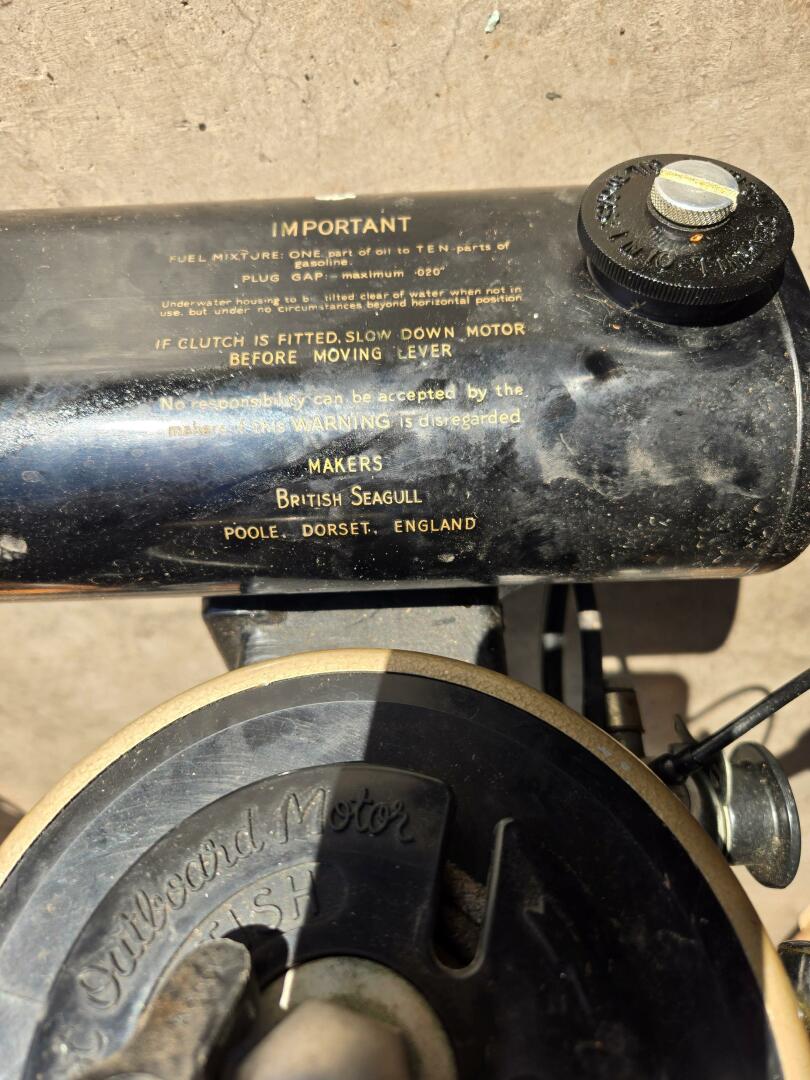 IMPORTANT
FUEL MIXTURE: ONE part of oil to TEN parts of
gasoline.
PLUG GAP:- maximum ·020"
Underwater housing to b tilted clear of water when not in
use, but under no circumstances beyond horizontal position.
IF CLUTCH IS FITTED, SLOW DOWN MOTOR
BEFORE MOVING LEVER
No responsibility can be accepted by the
makers if this WARNING is disregarded
MAKERS
BRITISH SEAGULL
POOLE, DORSET, ENGLAND
Outboard Motor